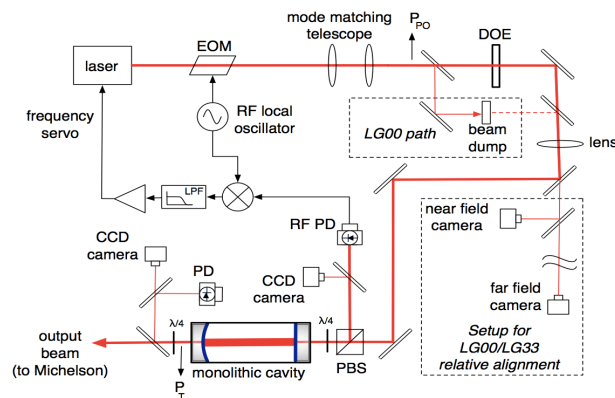 mode matching
telescope
P_PO
DOE
EOM
laser
RF local
oscillator
frequency
servo
LG00 path
beam
dump
lens
LPF
near field
camera
RF PD
CCD
camera
PD
CCD
camera
far field
camera
λ/4
λ/4
output
beam
(to Michelson)
P_T
monolithic cavity
PBS
Setup for
LG00/LG33
relative alignment